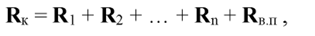 Rк = R1 + R2 + … + Rn + Rв.п ,